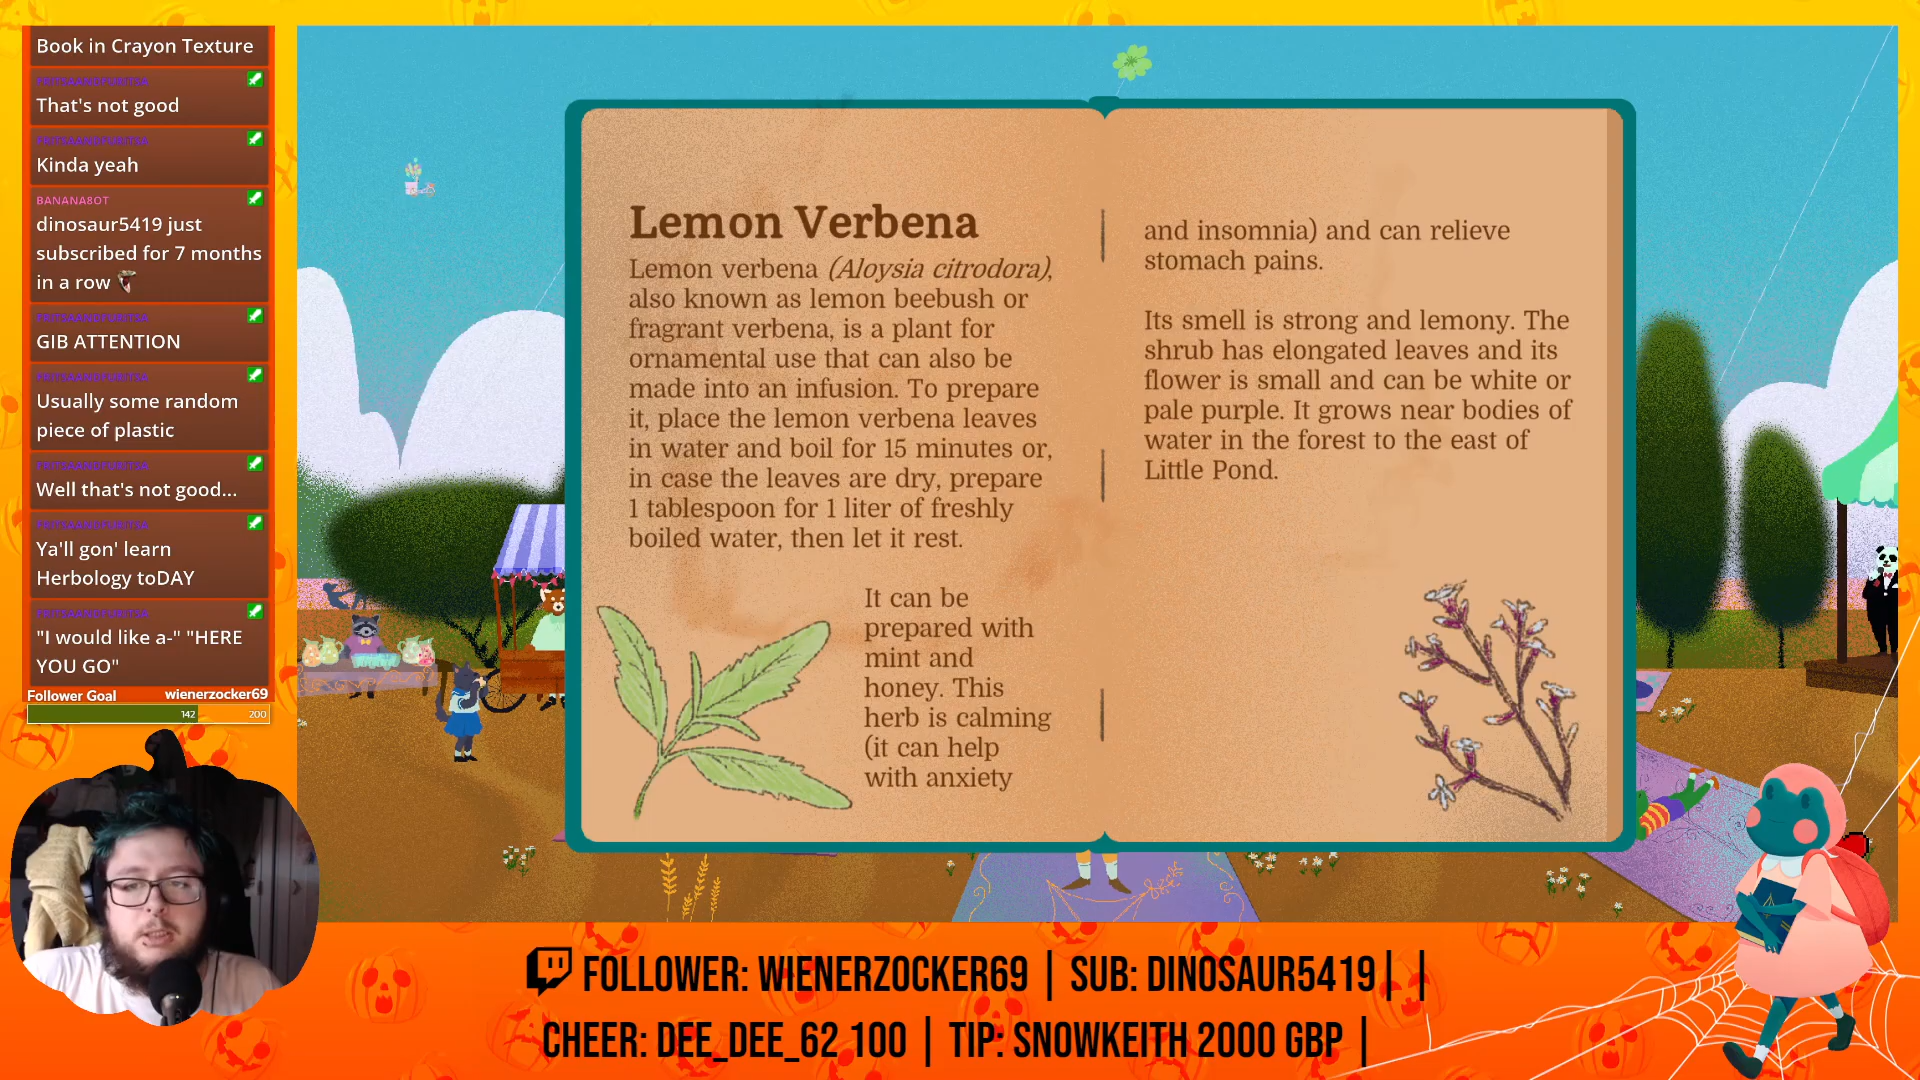 Book in Crayon Texture
That's not good
Kinda yeah
BANANA8OT
dinosaur5419 just
subscribed for 7 months
in a row
GIB ATTENTION
Usually some random
piece of plastic
Well that's not good...
Ya'll gon' learn
Herbology toDAY
"I would like a-" "HERE
YOU GO"
Follower Goal wienerzocker69
142 200
Lemon Verbena
Lemon verbena (Aloysia citrodora),
also known as lemon beebush or
fragrant verbena, is a plant for
ornamental use that can also be
made into an infusion. To prepare
it, place the lemon verbena leaves
in water and boil for 15 minutes or,
in case the leaves are dry, prepare
1 tablespoon for 1 liter of freshly
boiled water, then let it rest.
It can be
prepared with
mint and
honey. This
herb is calming
(it can help
with anxiety
and insomnia) and can relieve
stomach pains.
Its smell is strong and lemony. The
shrub has elongated leaves and its
flower is small and can be white or
pale purple. It grows near bodies of
water in the forest to the east of
Little Pond.
FOLLOWER: WIENERZOCKER69 | SUB: DINOSAUR5419 | |
CHEER: DEE_DEE_62 100 | TIP: SNOWKEITH 2000 GBP |